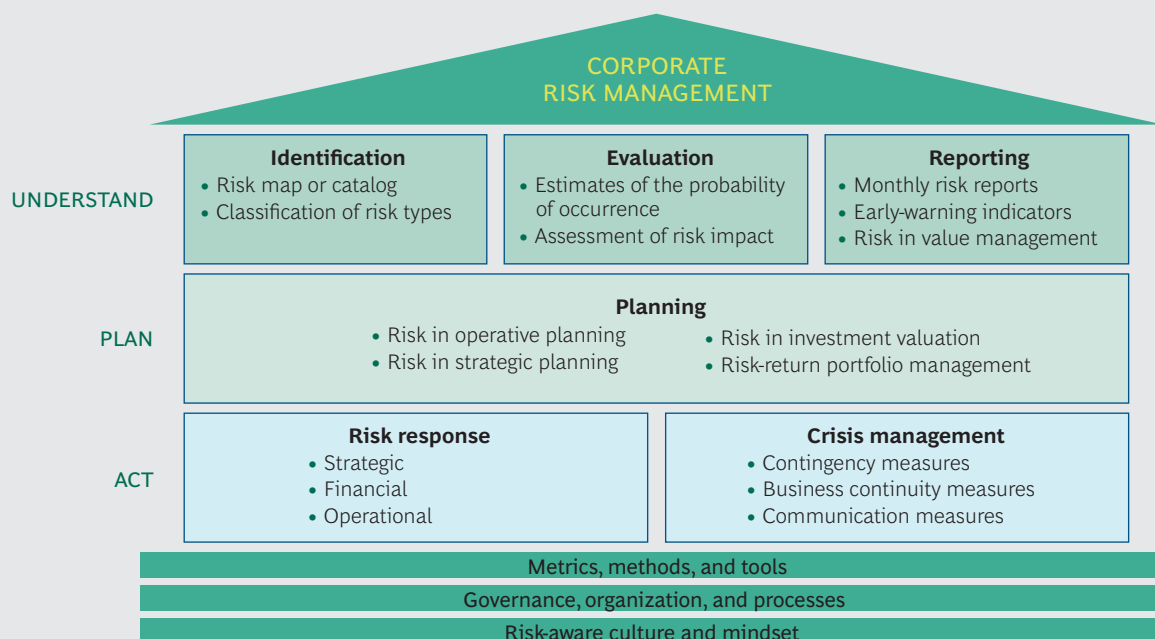 CORPORATE
RISK MANAGEMENT
UNDERSTAND
Identification
• Risk map or catalog
• Classification of risk types
Evaluation
• Estimates of the probability
of occurrence
• Assessment of risk impact
Reporting
• Monthly risk reports
• Early-warning indicators
• Risk in value management
PLAN
Planning
• Risk in operative planning
• Risk in strategic planning
• Risk in investment valuation
• Risk-return portfolio management
ACT
Risk response
• Strategic
• Financial
• Operational
Crisis management
• Contingency measures
• Business continuity measures
• Communication measures
Metrics, methods, and tools
Governance, organization, and processes
Risk-aware culture and mindset